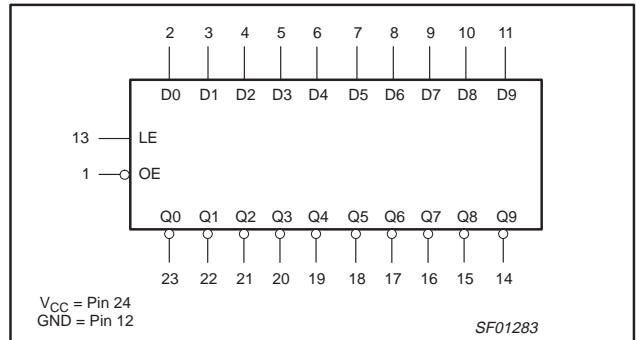 2 3 4 5 6 7 8 9 10 11
D0 D1 D2 D3 D4 D5 D6 D7 D8 D9
13 LE
1 OE
Q0 Q1 Q2 Q3 Q4 Q5 Q6 Q7 Q8 Q9
23 22 21 20 19 18 17 16 15 14
VCC = Pin 24
GND = Pin 12
SF01283